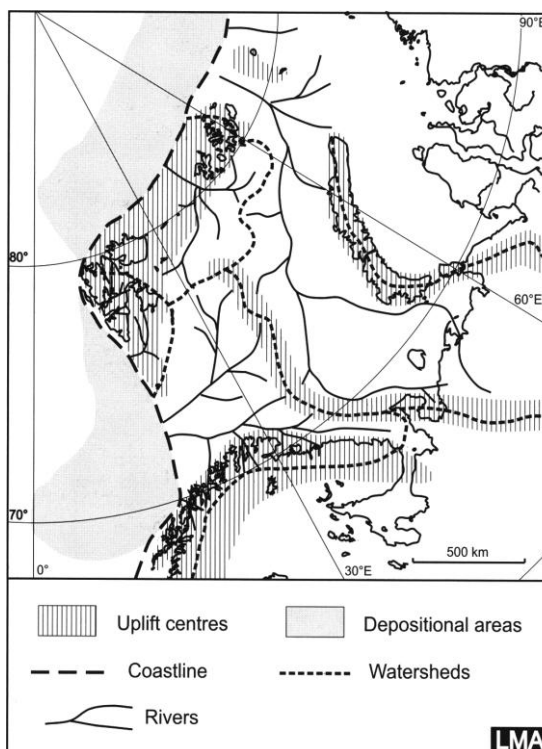 90°E
80°
60°E
70°
0°
30°E
500 km
Uplift centres
Depositional areas
Coastline
Watersheds
Rivers
LMA